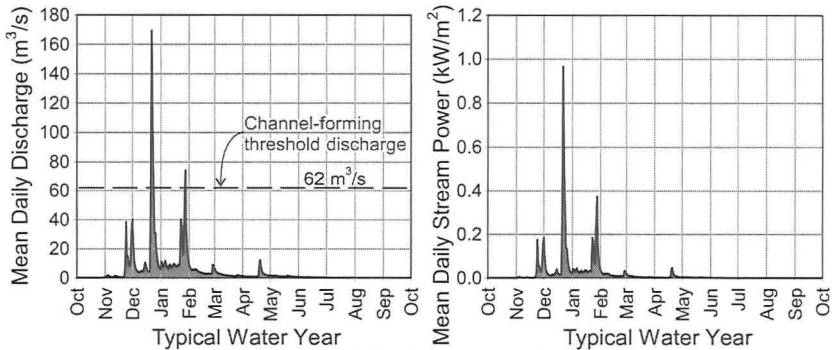 Mean Daily Discharge (m³/s)
180
160
140
120
100
80
60
40
20
0
Channel-forming
threshold discharge
62 m³/s
Oct
Nov
Dec
Jan
Feb
Mar
Apr
May
Jun
Jul
Aug
Sep
Oct
Typical Water Year
Mean Daily Stream Power (kW/m²)
1.2
1.0
0.8
0.6
0.4
0.2
0.0
Oct
Nov
Dec
Jan
Feb
Mar
Apr
May
Jun
Jul
Aug
Sep
Oct
Typical Water Year